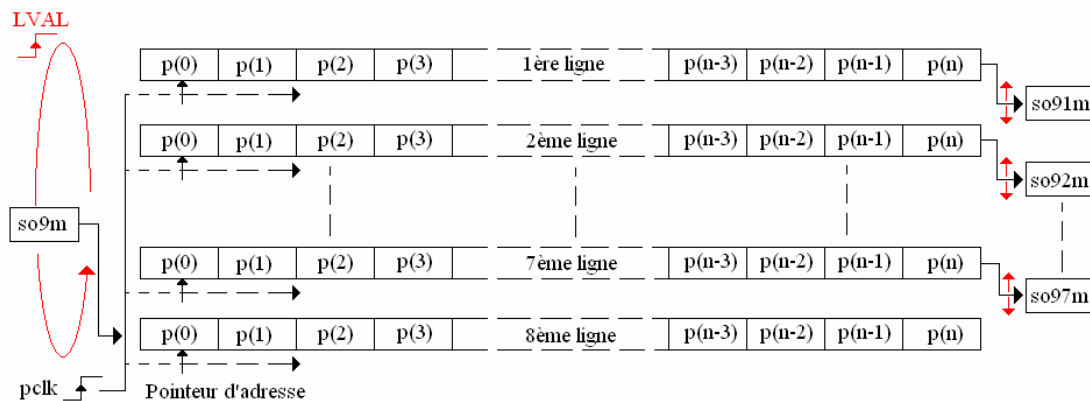 LVAL
p(0) p(1) p(2) p(3) 1ère ligne p(n-3) p(n-2) p(n-1) p(n)
so91m
p(0) p(1) p(2) p(3) 2ème ligne p(n-3) p(n-2) p(n-1) p(n)
so92m
so9m
p(0) p(1) p(2) p(3) 7ème ligne p(n-3) p(n-2) p(n-1) p(n)
so97m
p(0) p(1) p(2) p(3) 8ème ligne p(n-3) p(n-2) p(n-1) p(n)
pclk Pointeur d'adresse